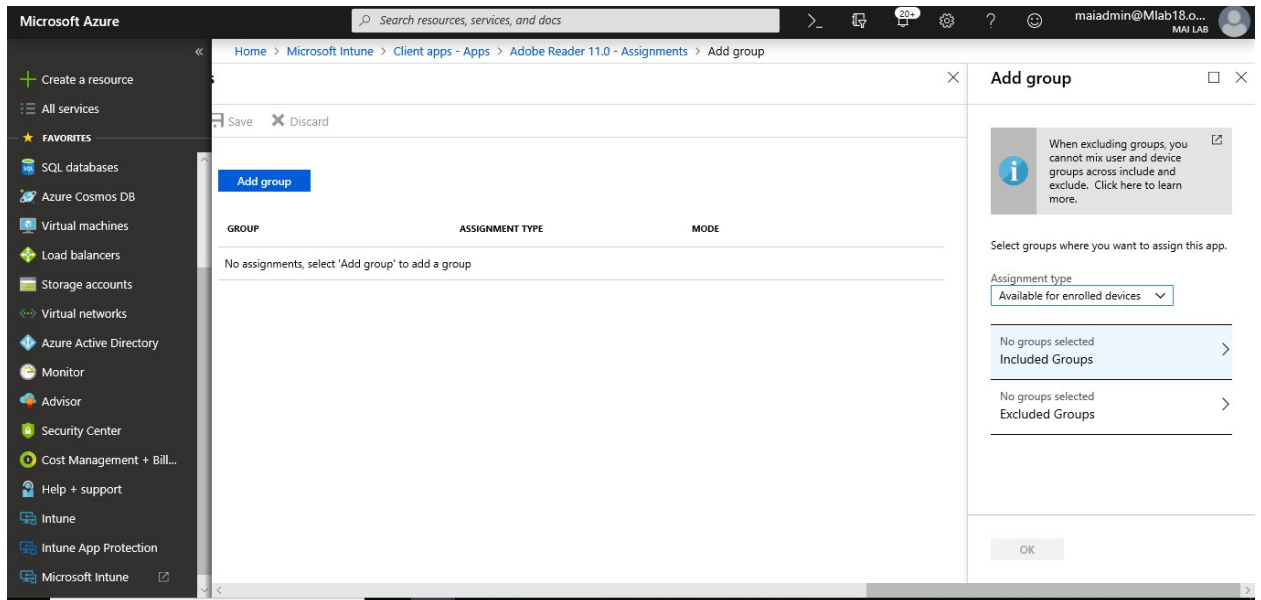 Microsoft Azure
Search resources, services, and docs
20+
maiadmin@Mlab18.o...
MAI LAB
Home > Microsoft Intune > Client apps - Apps > Adobe Reader 11.0 - Assignments > Add group
Create a resource
All services
FAVORITES
SQL databases
Azure Cosmos DB
Virtual machines
Load balancers
Storage accounts
Virtual networks
Azure Active Directory
Monitor
Advisor
Security Center
Cost Management + Bill...
Help + support
Intune
Intune App Protection
Microsoft Intune
s
Save
Discard
Add group
GROUP ASSIGNMENT TYPE MODE
No assignments, select 'Add group' to add a group
Add group
When excluding groups, you
cannot mix user and device
groups across include and
exclude. Click here to learn
more.
Select groups where you want to assign this app.
Assignment type
Available for enrolled devices
No groups selected
Included Groups
No groups selected
Excluded Groups
OK